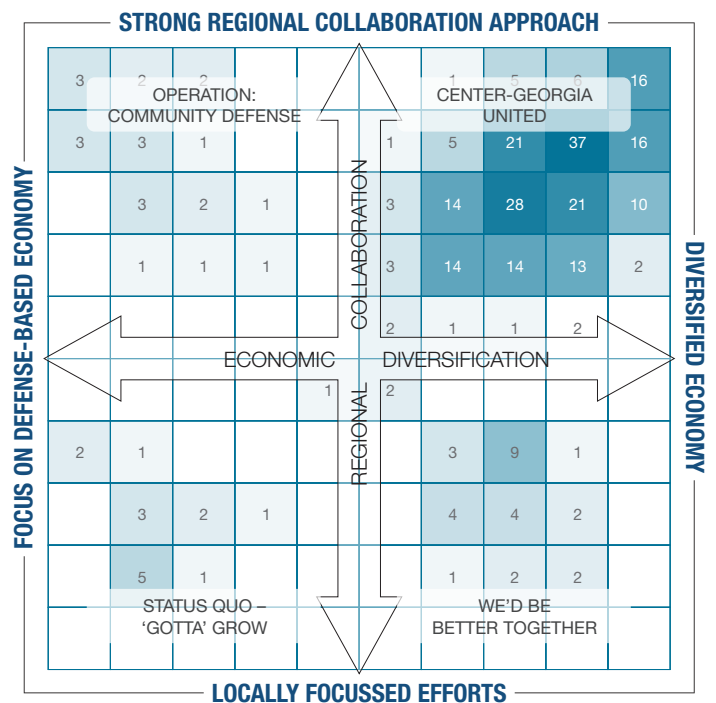 STRONG REGIONAL COLLABORATION APPROACH
3 2 2 1 5 6 16
OPERATION:
COMMUNITY DEFENSE
CENTER-GEORGIA
UNITED
3 3 1 1 5 21 37 16
3 2 1 3 14 28 21 10
1 1 1 3 14 14 13 2
2 1 1 2
FOCUS ON DEFENSE-BASED ECONOMY
REGIONAL COLLABORATION
ECONOMIC DIVERSIFICATION
DIVERSIFIED ECONOMY
1 2
2 1 3 9 1
3 2 1 4 4 2
5 1 1 2 2
STATUS QUO –
‘GOTTA’ GROW
WE’D BE
BETTER TOGETHER
LOCALLY FOCUSSED EFFORTS